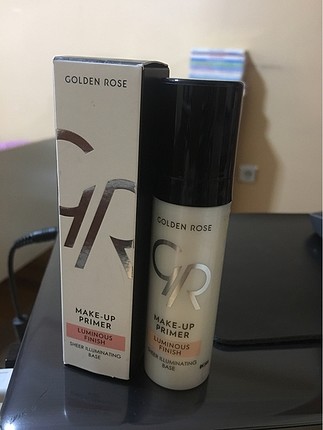 GOLDEN ROSE
GR
MAKE-UP
PRIMER
LUMINOUS
FINISH
SHEER ILLUMINATING
BASE
GOLDEN ROSE
GR
MAKE-UP
PRIMER
LUMINOUS
FINISH
SHEER ILLUMINATING
BASE